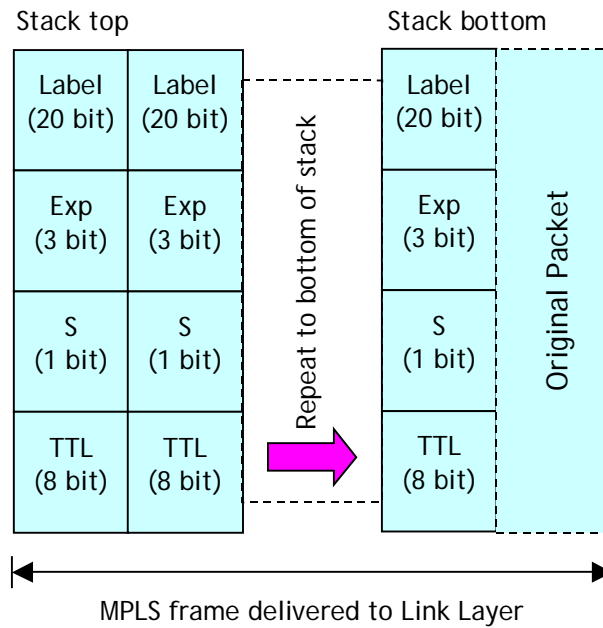 Stack top
Stack bottom
Label
(20 bit)
Label
(20 bit)
Label
(20 bit)
Exp
(3 bit)
Exp
(3 bit)
Exp
(3 bit)
S
(1 bit)
S
(1 bit)
S
(1 bit)
TTL
(8 bit)
TTL
(8 bit)
TTL
(8 bit)
Repeat to bottom of stack
Original Packet
MPLS frame delivered to Link Layer